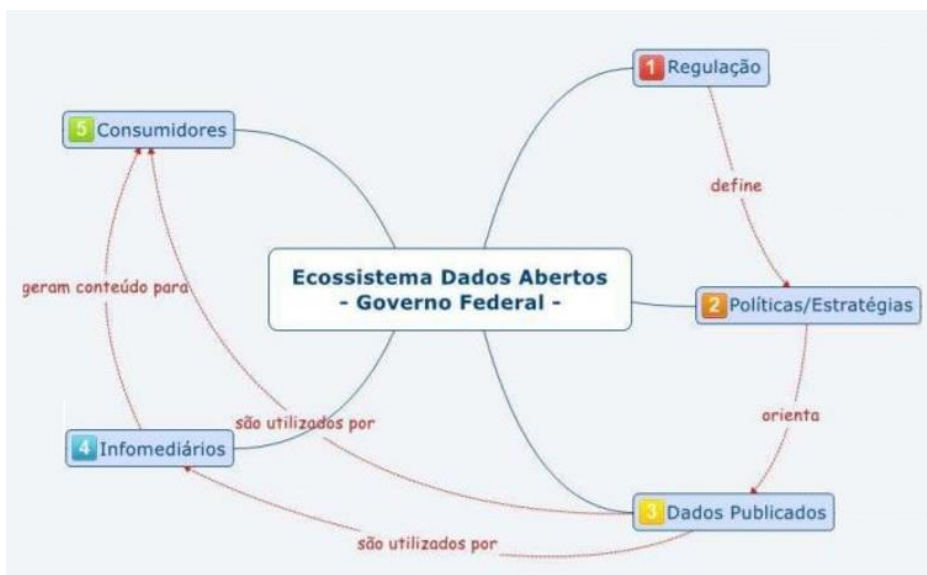 1 Regulação
5 Consumidores
define
Ecossistema Dados Abertos
- Governo Federal -
geram conteúdo para
2 Políticas/Estratégias
são utilizados por
orienta
4 Infomediários
3 Dados Publicados
são utilizados por